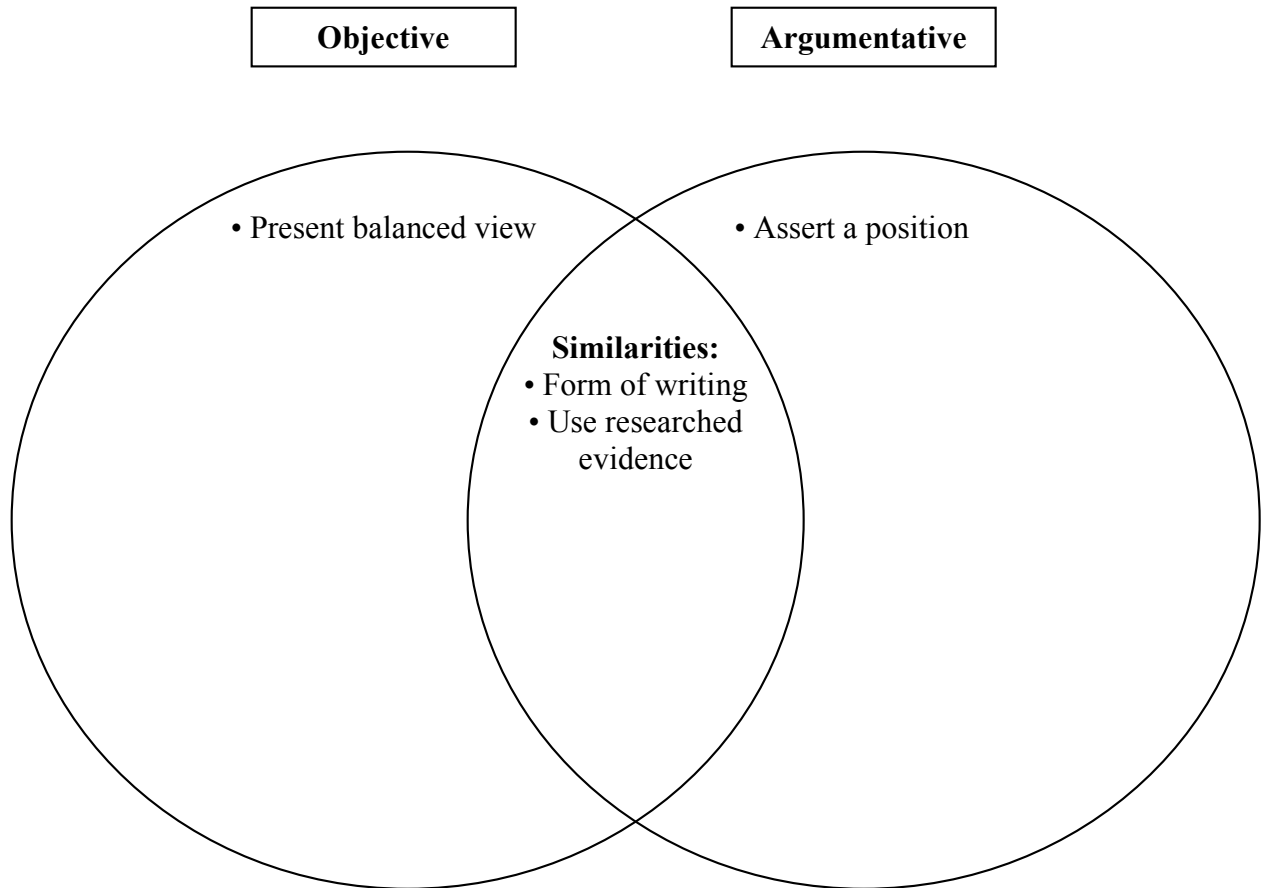 Objective
Argumentative
• Present balanced view
• Assert a position
Similarities:
• Form of writing
• Use researched
evidence